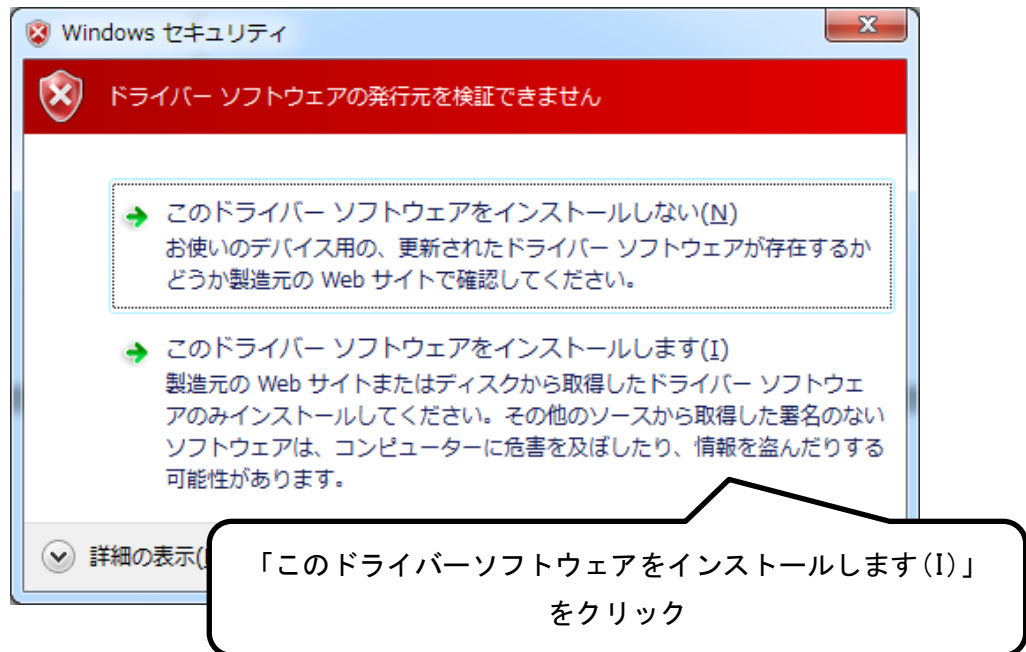 Windows セキュリティ
ドライバー ソフトウェアの発行元を検証できません
このドライバー ソフトウェアをインストールしない(N)
お使いのデバイス用の、更新されたドライバー ソフトウェアが存在するか
どうか製造元の Web サイトで確認してください。
このドライバー ソフトウェアをインストールします(I)
製造元の Web サイトまたはディスクから取得したドライバー ソフトウェ
アのみインストールしてください。その他のソースから取得した署名のない
ソフトウェアは、コンピューターに危害を及ぼしたり、情報を盗んだりする
可能性があります。
詳細の表示(
「このドライバーソフトウェアをインストールします(I)」
をクリック